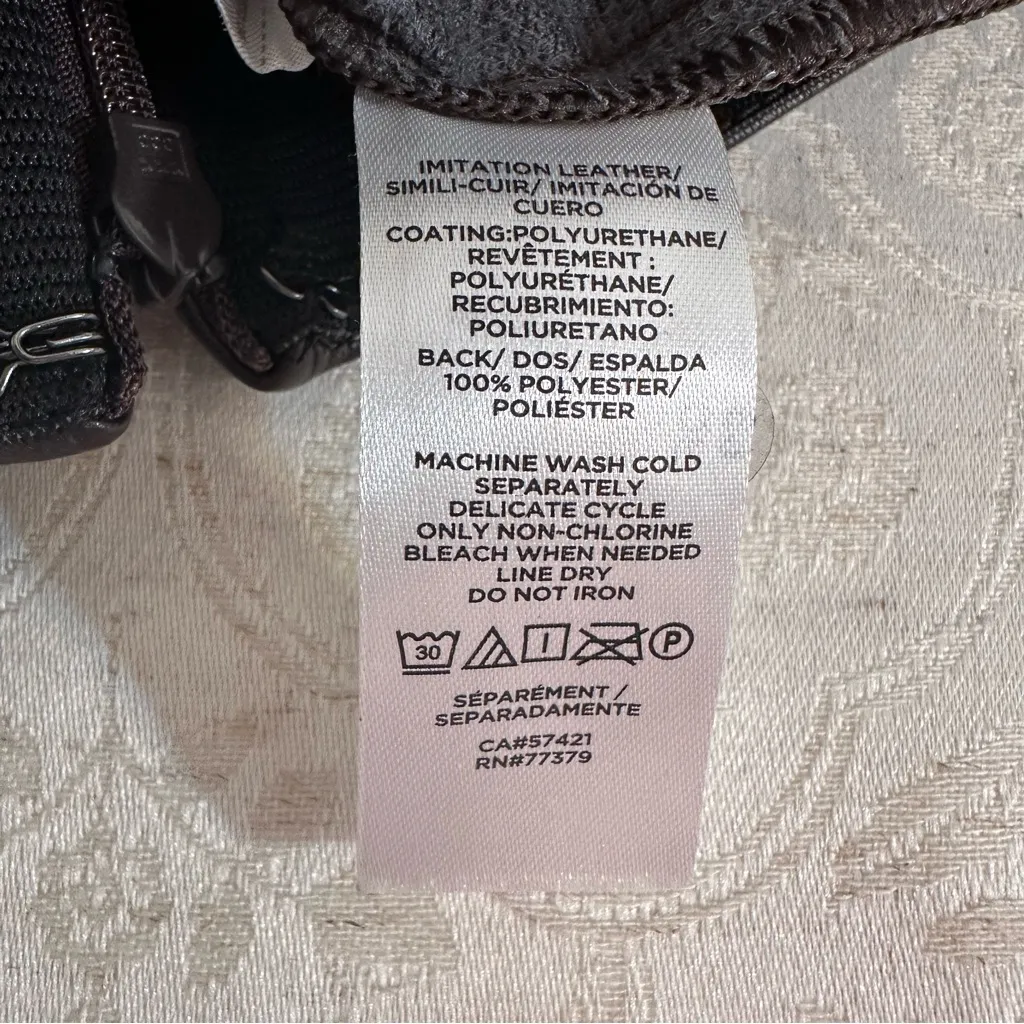 IMITATION LEATHER/
SIMILI-CUIR/ IMITACIÓN DE
CUERO
COATING:POLYURETHANE/
REVÊTEMENT :
POLYURÉTHANE/
RECUBRIMIENTO:
POLIURETANO
BACK/ DOS/ ESPALDA
100% POLYESTER/
POLIÉSTER
MACHINE WASH COLD
SEPARATELY
DELICATE CYCLE
ONLY NON-CHLORINE
BLEACH WHEN NEEDED
LINE DRY
DO NOT IRON
30 P
SÉPARÉMENT /
SEPARADAMENTE
CA#57421
RN#77379